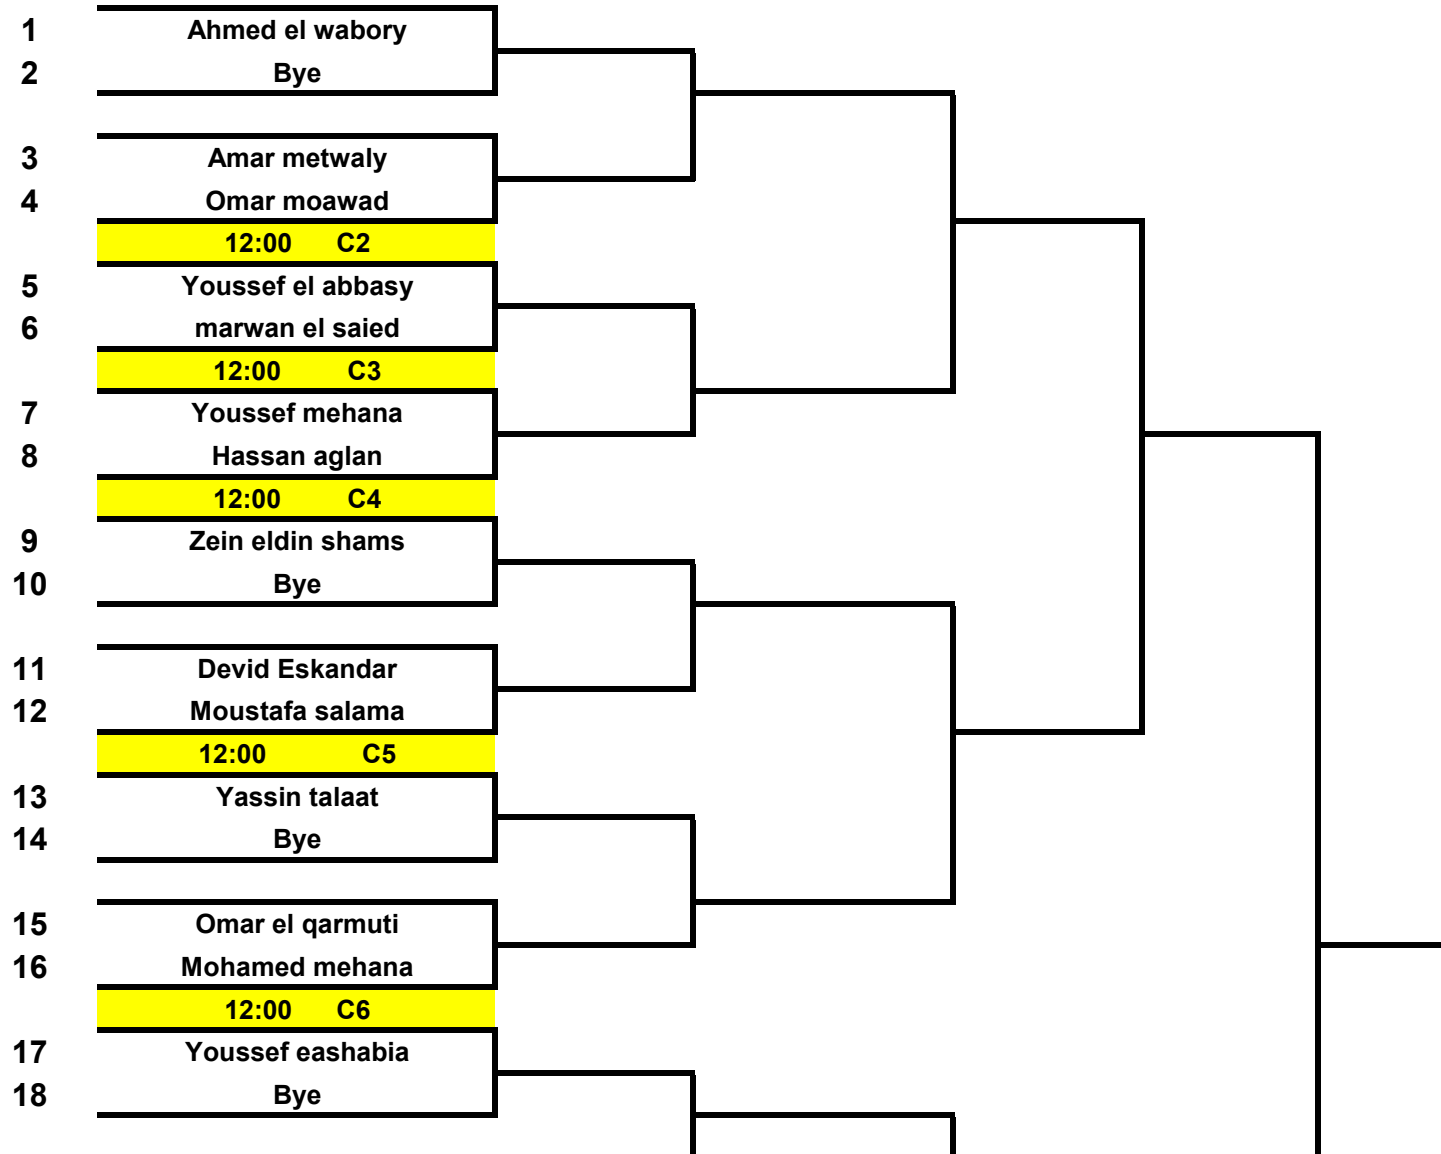 1 Ahmed el wabory
2 Bye
3 Amar metwaly
4 Omar moawad
12:00 C2
5 Youssef el abbasy
6 marwan el saied
12:00 C3
7 Youssef mehana
8 Hassan aglan
12:00 C4
9 Zein eldin shams
10 Bye
11 Devid Eskandar
12 Moustafa salama
12:00 C5
13 Yassin talaat
14 Bye
15 Omar el qarmuti
16 Mohamed mehana
12:00 C6
17 Youssef eashabia
18 Bye